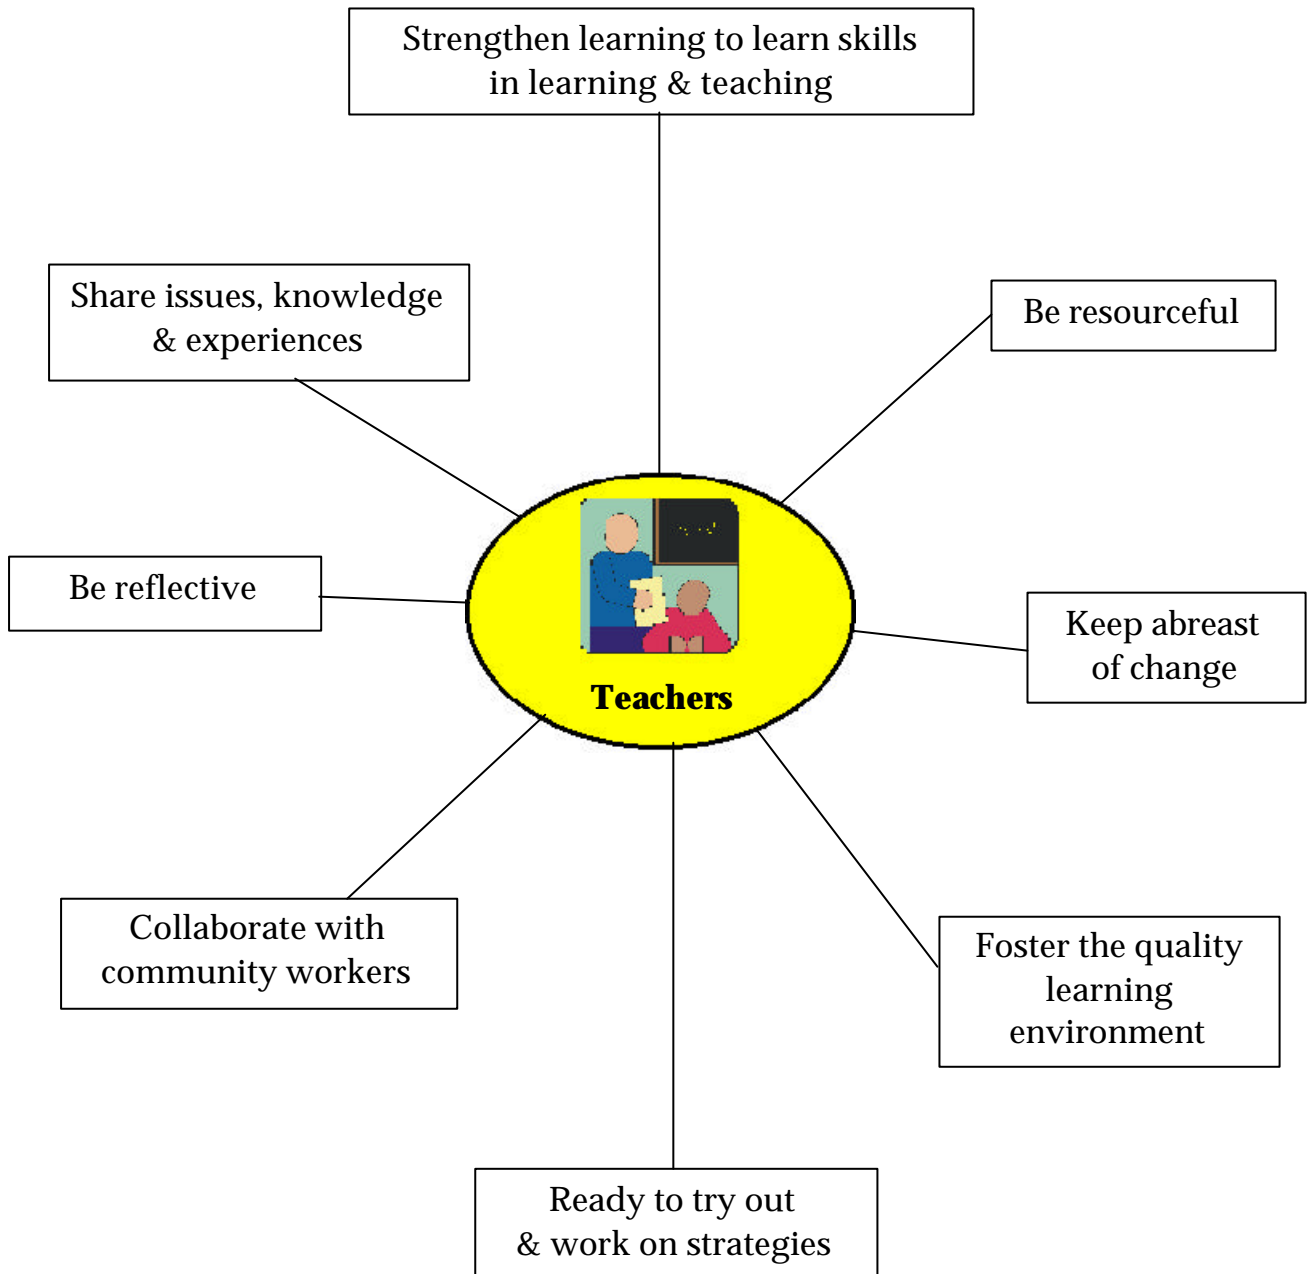 Strengthen learning to learn skills
in learning & teaching
Share issues, knowledge
& experiences
Be resourceful
Be reflective
Keep abreast
of change
Teachers
Collaborate with
community workers
Foster the quality
learning
environment
Ready to try out
& work on strategies